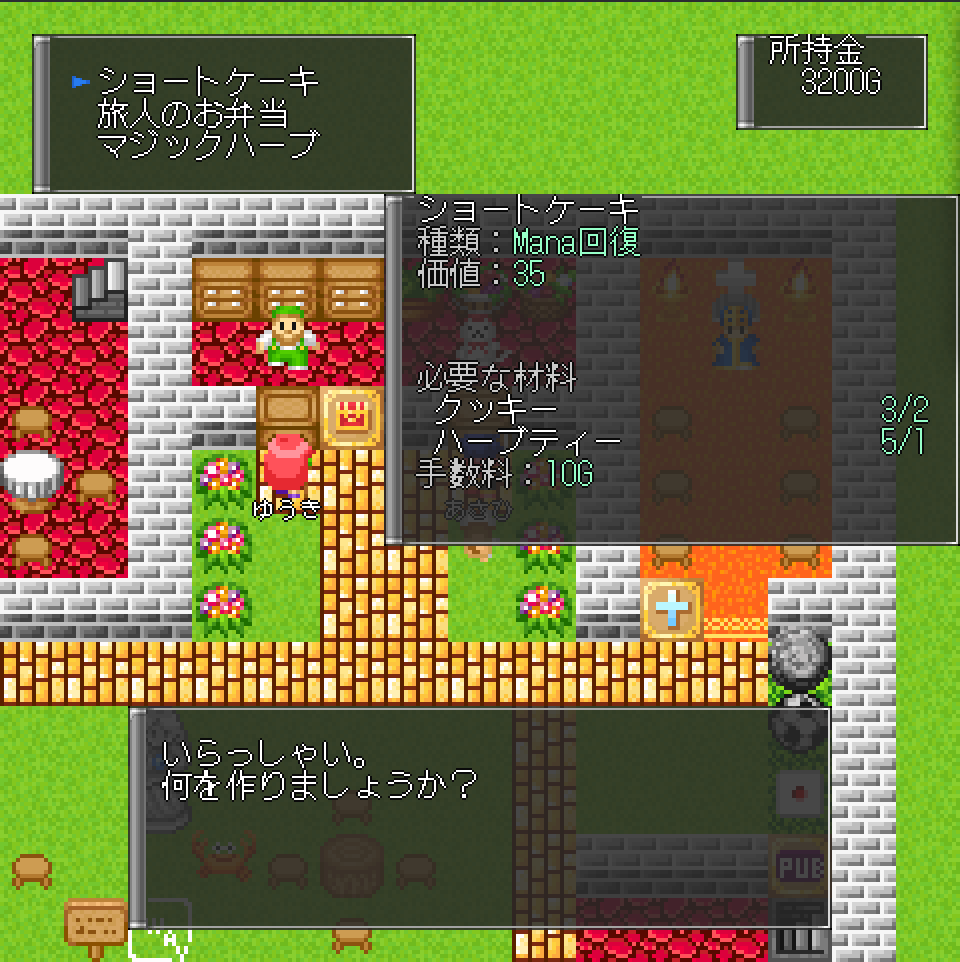 ショートケーキ
旅人のお弁当
マジックハーブ
所持金
3200G
ショートケーキ
種類:Mana回復
価値:35
必要な材料
クッキー 3/2
ハーブティー 5/1
手数料:10G
ゆうき
あさひ
いらっしゃい。
何を作りましょうか?
PUB